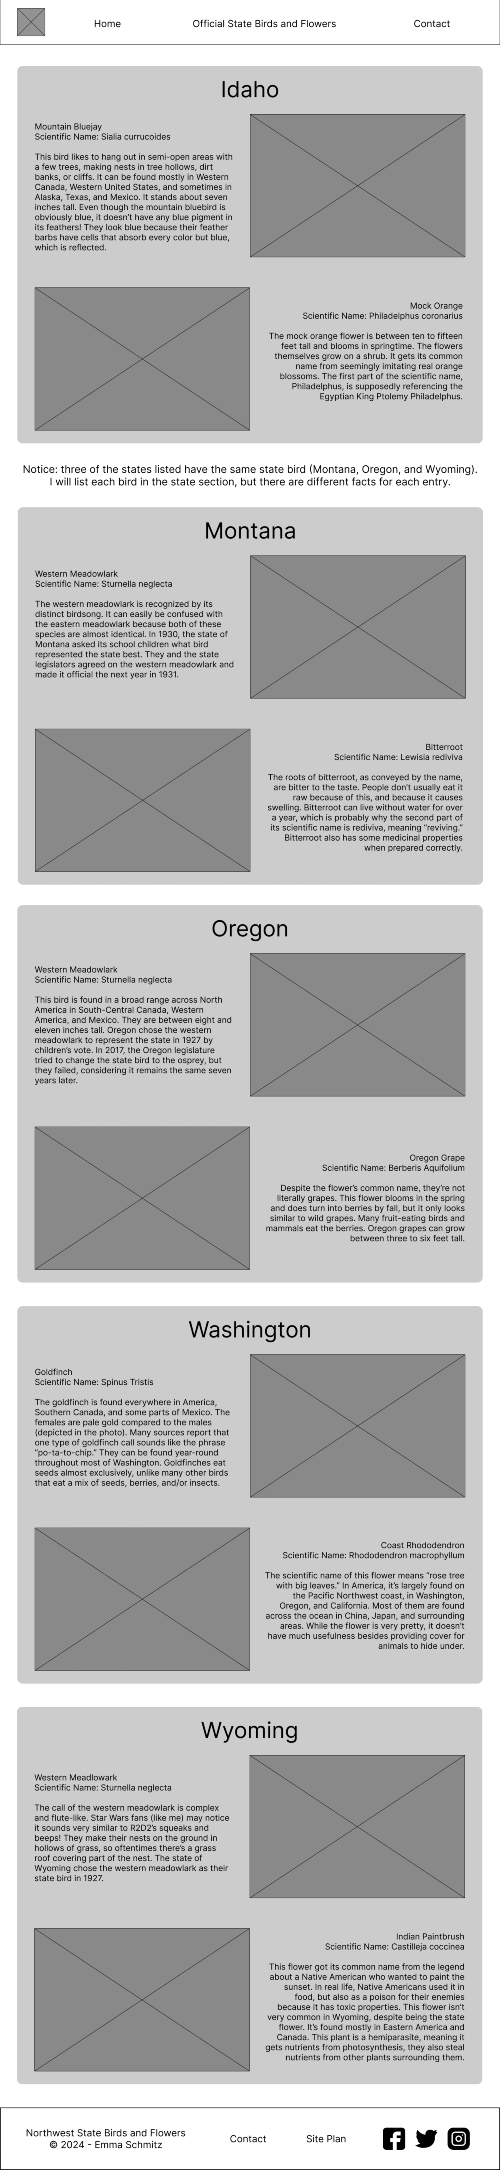 Home Official State Birds and Flowers Contact
Idaho
Mountain Bluejay
Scientific Name: Sialia currucoides
This bird likes to hang out in semi-open areas with
a few trees, making nests in tree hollows, dirt
banks, or cliffs. It can be found mostly in Western
Canada, Western United States, and sometimes in
Alaska, Texas, and Mexico. It stands about seven
inches tall. Even though the mountain bluebird is
obviously blue, it doesn't have any blue pigment in
its feathers! They look blue because their feather
barbs have cells that absorb every color but blue,
which is reflected.
Mock Orange
Scientific Name: Philadelphus coronarius
The mock orange flower is between ten to fifteen
feet tall and blooms in springtime. The flowers
themselves grow on a shrub. It gets its common
name from seemingly imitating real orange
blossoms. The first part of the scientific name,
Philadelphus, is supposedly referencing the
Egyptian King Ptolemy Philadelphus.
Notice: three of the states listed have the same state bird (Montana, Oregon, and Wyoming).
I will list each bird in the state section, but there are different facts for each entry.
Montana
Western Meadowlark
Scientific Name: Sturnella neglecta
The western meadowlark is recognized by its
distinct birdsong. It can easily be confused with
the eastern meadowlark because both of these
species are almost identical. In 1930, the state of
Montana asked its school children what bird
represented the state best. They and the state
legislators agreed on the western meadowlark and
made it official the next year in 1931.
Bitterroot
Scientific Name: Lewisia rediviva
The roots of bitterroot, as conveyed by the name,
are bitter to the taste. People don't usually eat it
raw because of this, and because it causes
swelling. Bitterroot can live without water for over
a year, which is probably why the second part of
its scientific name is rediviva, meaning "reviving."
Bitterroot also has some medicinal properties
when prepared correctly.
Oregon
Western Meadowlark
Scientific Name: Sturnella neglecta
This bird is found in a broad range across North
America in South-Central Canada, Western
America, and Mexico. They are between eight and
eleven inches tall. Oregon chose the western
meadowlark to represent the state in 1927 by
children's vote. In 2017, the Oregon legislature
tried to change the state bird to the osprey, but
they failed, considering it remains the same seven
years later.
Oregon Grape
Scientific Name: Berberis Aquifolium
Despite the flower's common name, they're not
literally grapes. This flower blooms in the spring
and does turn into berries by fall, but it only looks
similar to wild grapes. Many fruit-eating birds and
mammals eat the berries. Oregon grapes can grow
between three to six feet tall.
Washington
Goldfinch
Scientific Name: Spinus Tristis
The goldfinch is found everywhere in America,
Southern Canada, and some parts of Mexico. The
females are pale gold compared to the males
(depicted in the photo). Many sources report that
one type of goldfinch call sounds like the phrase
"po-ta-to-chip." They can be found year-round
throughout most of Washington. Goldfinches eat
seeds almost exclusively, unlike many other birds
that eat a mix of seeds, berries, and/or insects.
Coast Rhododendron
Scientific Name: Rhododendron macrophyllum
The scientific name of this flower means "rose tree
with big leaves." In America, it's largely found on
the Pacific Northwest coast, in Washington,
Oregon, and California. Most of them are found
across the ocean in China, Japan, and surrounding
areas. While the flower is very pretty, it doesn't
have much usefulness besides providing cover for
animals to hide under.
Wyoming
Western Meadlowark
Scientific Name: Sturnella neglecta
The call of the western meadowlark is complex
and flute-like. Star Wars fans (like me) may notice
it sounds very similar to R2D2's squeaks and
beeps! They make their nests on the ground in
hollows of grass, so oftentimes there's a grass
roof covering part of the nest. The state of
Wyoming chose the western meadowlark as their
state bird in 1927.
Indian Paintbrush
Scientific Name: Castilleja coccinea
This flower got its common name from the legend
about a Native American who wanted to paint the
sunset. In real life, Native Americans used it in
food, but also as a poison for their enemies
because it has toxic properties. This flower isn't
very common in Wyoming, despite being the state
flower. It's found mostly in Eastern America and
Canada. This plant is a hemiparasite, meaning it
gets nutrients from photosynthesis, they also steal
nutrients from other plants surrounding them.
Northwest State Birds and Flowers
© 2024 - Emma Schmitz
Contact Site Plan